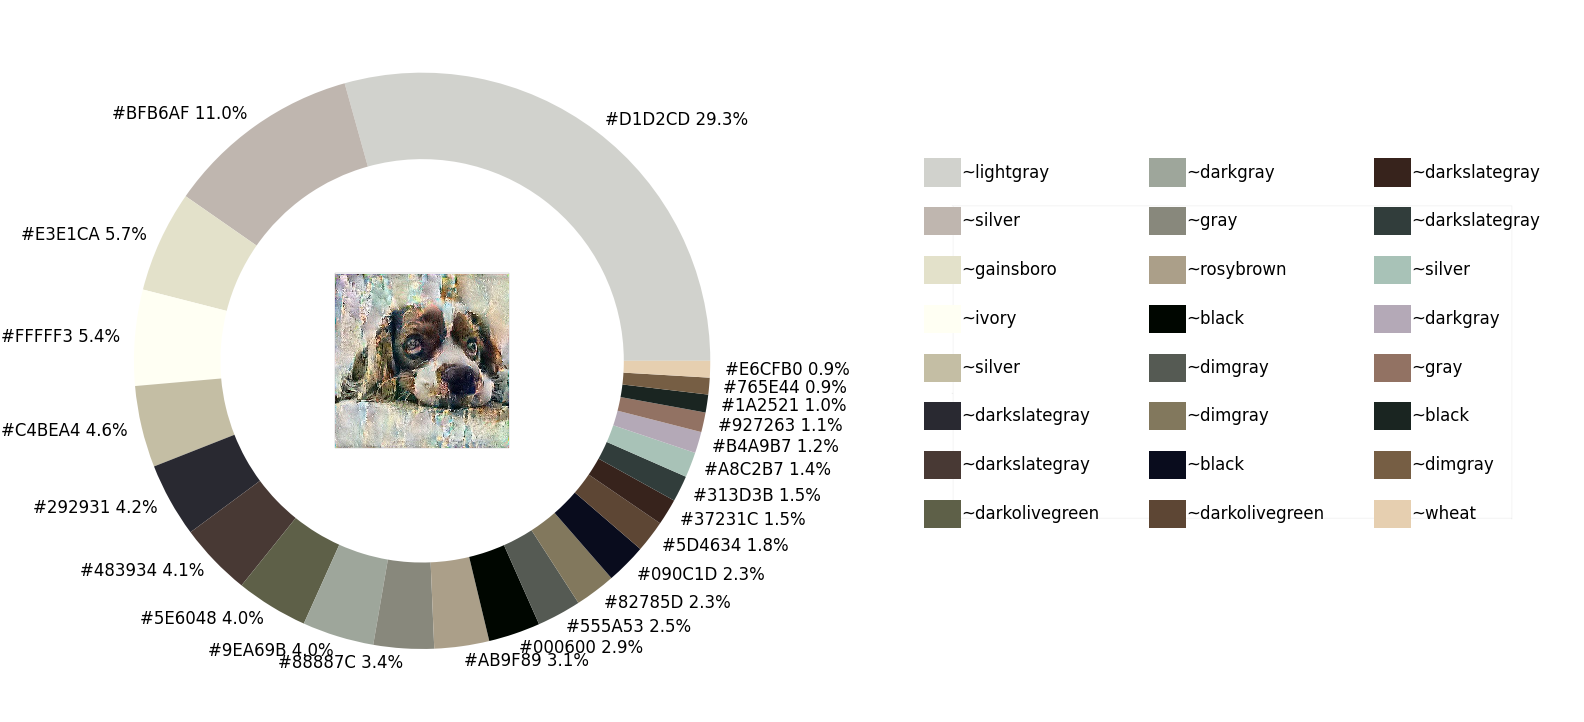 #D1D2CD 29.3%
#BFB6AF 11.0%
#E3E1CA 5.7%
#FFFFF3 5.4%
#C4BEA4 4.6%
#292931 4.2%
#483934 4.1%
#5E6048 4.0%
#9EA69B 4.0%
#88887C 3.4%
#AB9F89 3.1%
#000600 2.9%
#555A53 2.5%
#82785D 2.3%
#090C1D 2.3%
#5D4634 1.8%
#37231C 1.5%
#313D3B 1.5%
#A8C2B7 1.4%
#B4A9B7 1.2%
#927263 1.1%
#1A2521 1.0%
#765E44 0.9%
#E6CFB0 0.9%
~lightgray
~silver
~gainsboro
~ivory
~silver
~darkslategray
~darkslategray
~darkolivegreen
~darkgray
~gray
~rosybrown
~black
~dimgray
~dimgray
~black
~darkolivegreen
~darkslategray
~darkslategray
~silver
~darkgray
~gray
~black
~dimgray
~wheat